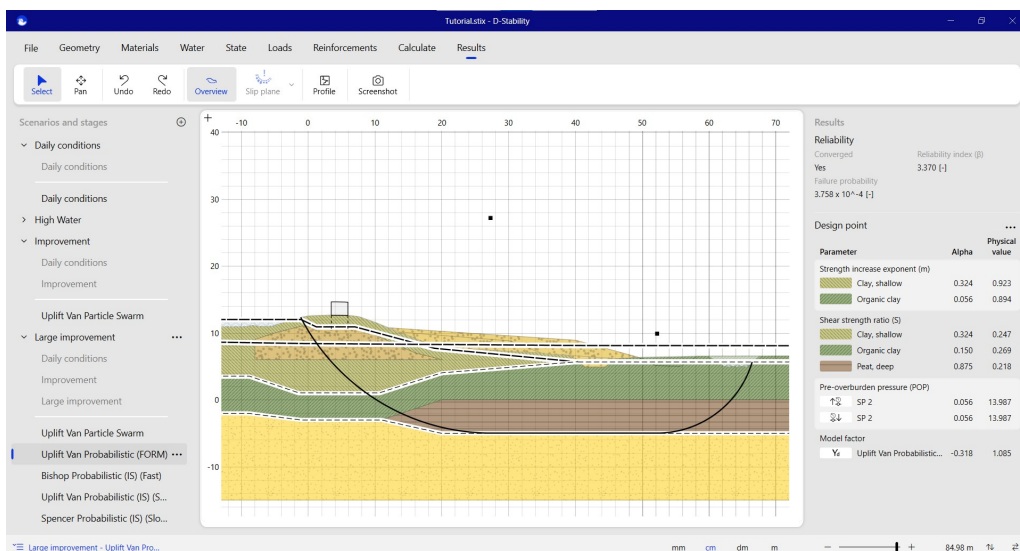 Tutorial.stix - D-Stability
File Geometry Materials Water State Loads Reinforcements Calculate Results
Select Pan Undo Redo Overview Slip plane Profile Screenshot
Scenarios and stages
Daily conditions
Daily conditions
Daily conditions
High Water
Improvement
Daily conditions
Improvement
Uplift Van Particle Swarm
Large improvement
Daily conditions
Improvement
Large improvement
Uplift Van Particle Swarm
Uplift Van Probabilistic (FORM)
Bishop Probabilistic (IS) (Fast)
Uplift Van Probabilistic (IS) (S...
Spencer Probabilistic (IS) (Slo...
-10 0 10 20 30 40 50 60 70
40
30
20
10
0
-10
Results
Reliability
Converged Reliability index (β)
Yes 3.370 [-]
Failure probability
3.758 x 10^-4 [-]
Design point
Parameter Alpha Physical value
Strength increase exponent (m)
Clay, shallow 0.324 0.923
Organic clay 0.056 0.894
Shear strength ratio (S)
Clay, shallow 0.324 0.247
Organic clay 0.150 0.269
Peat, deep 0.875 0.218
Pre-overburden pressure (POP)
SP 2 0.056 13.987
SP 2 0.056 13.987
Model factor
Uplift Van Probabilistic... -0.318 1.085
Large improvement - Uplift Van Pro...
mm cm dm m
84.98 m